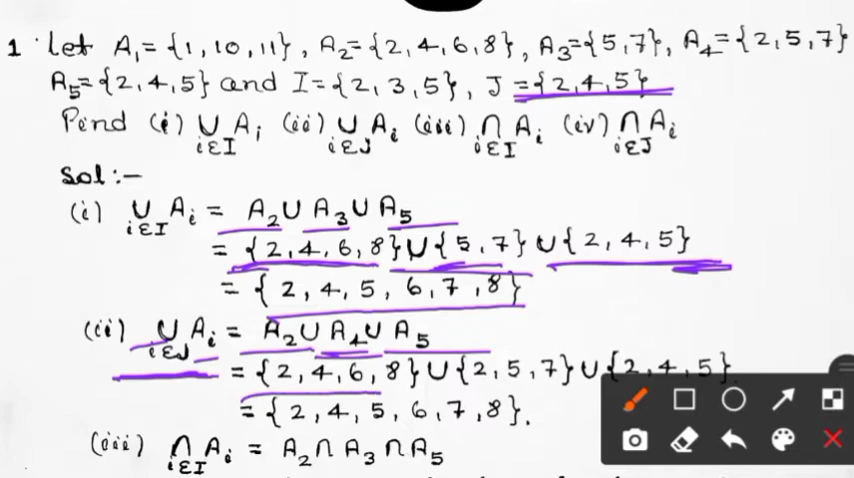 1. Let A₁ = {1, 10, 11}, A₂ = {2, 4, 6, 8}, A₃ = {5, 7}, A₄ = {2, 5, 7}
A₅ = {2, 4, 5} and I = {2, 3, 5}, J = {2, 4, 5}
Find (i) ∪ Aᵢ (ii) ∪ Aᵢ (iii) ∩ Aᵢ (iv) ∩ Aᵢ
i∈I i∈J i∈I i∈J
Sol :-
(i) ∪ Aᵢ = A₂ ∪ A₃ ∪ A₅
i∈I
= {2, 4, 6, 8} ∪ {5, 7} ∪ {2, 4, 5}
= {2, 4, 5, 6, 7, 8}
(ii) ∪ Aᵢ = A₂ ∪ A₄ ∪ A₅
i∈J
= {2, 4, 6, 8} ∪ {2, 5, 7} ∪ {2, 4, 5}
= {2, 4, 5, 6, 7, 8}.
(iii) ∩ Aᵢ = A₂ ∩ A₃ ∩ A₅
i∈I